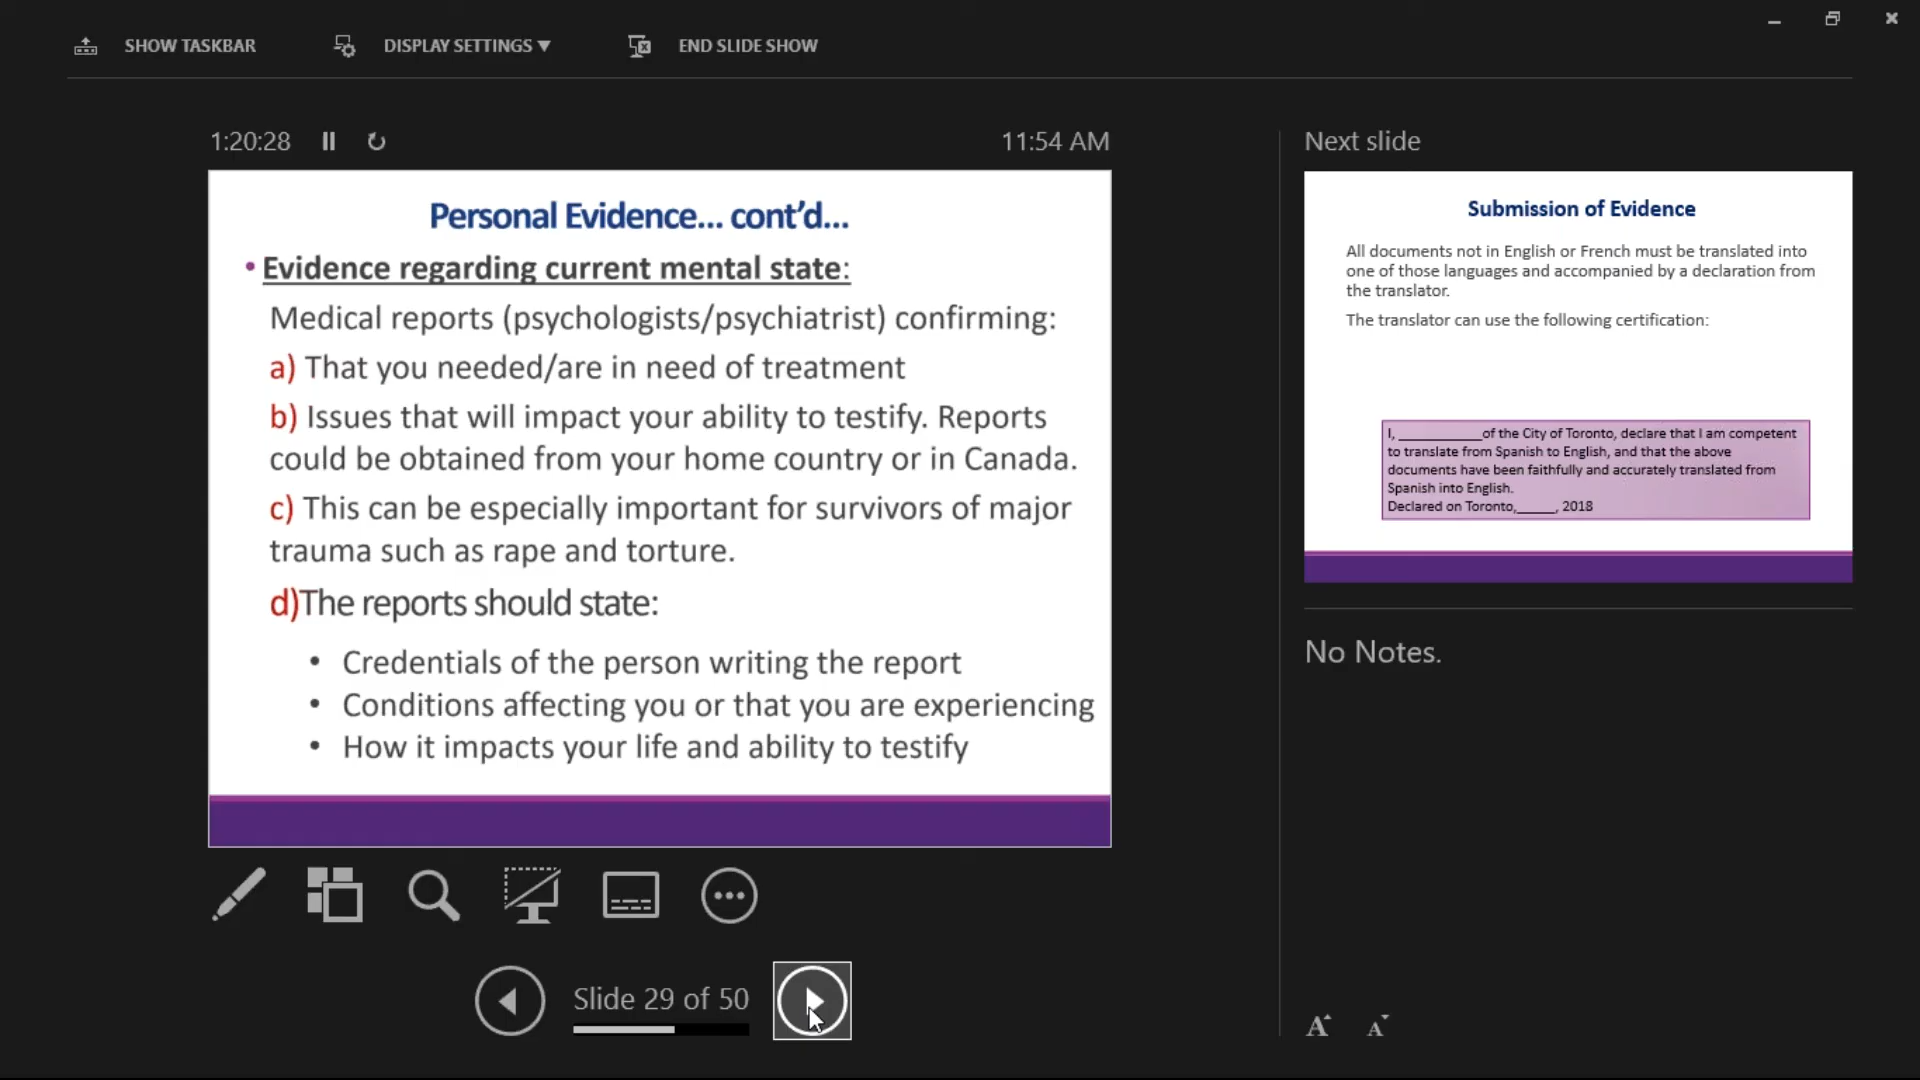 SHOW TASKBAR
DISPLAY SETTINGS ▼
END SLIDE SHOW
1:20:28
11:54 AM
Personal Evidence... cont'd...
• Evidence regarding current mental state:
Medical reports (psychologists/psychiatrist) confirming:
a) That you needed/are in need of treatment
b) Issues that will impact your ability to testify. Reports
could be obtained from your home country or in Canada.
c) This can be especially important for survivors of major
trauma such as rape and torture.
d)The reports should state:
• Credentials of the person writing the report
• Conditions affecting you or that you are experiencing
• How it impacts your life and ability to testify
Slide 29 of 50
Next slide
Submission of Evidence
All documents not in English or French must be translated into
one of those languages and accompanied by a declaration from
the translator.
The translator can use the following certification:
I, ____________of the City of Toronto, declare that I am competent
to translate from Spanish to English, and that the above
documents have been faithfully and accurately translated from
Spanish into English.
Declared on Toronto,_____, 2018
No Notes.
A A